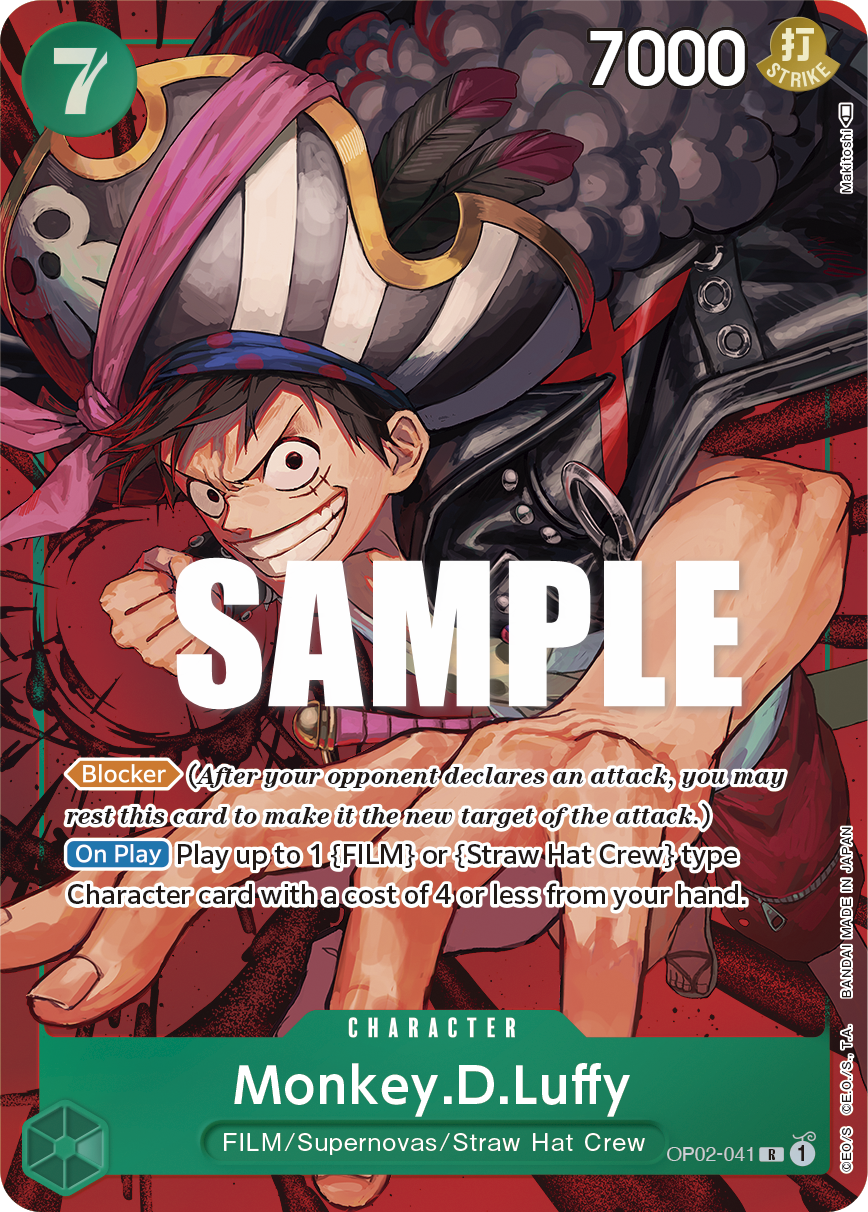 7
7000
打
STRIKE
Makitoshi
SAMPLE
Blocker (After your opponent declares an attack, you may
rest this card to make it the new target of the attack.)
On Play Play up to 1 {FILM} or {Straw Hat Crew} type
Character card with a cost of 4 or less from your hand.
CHARACTER
Monkey.D.Luffy
FILM/Supernovas/Straw Hat Crew
OP02-041 R 1
©EO/S ©E.O./S., T.A. BANDAI MADE IN JAPAN